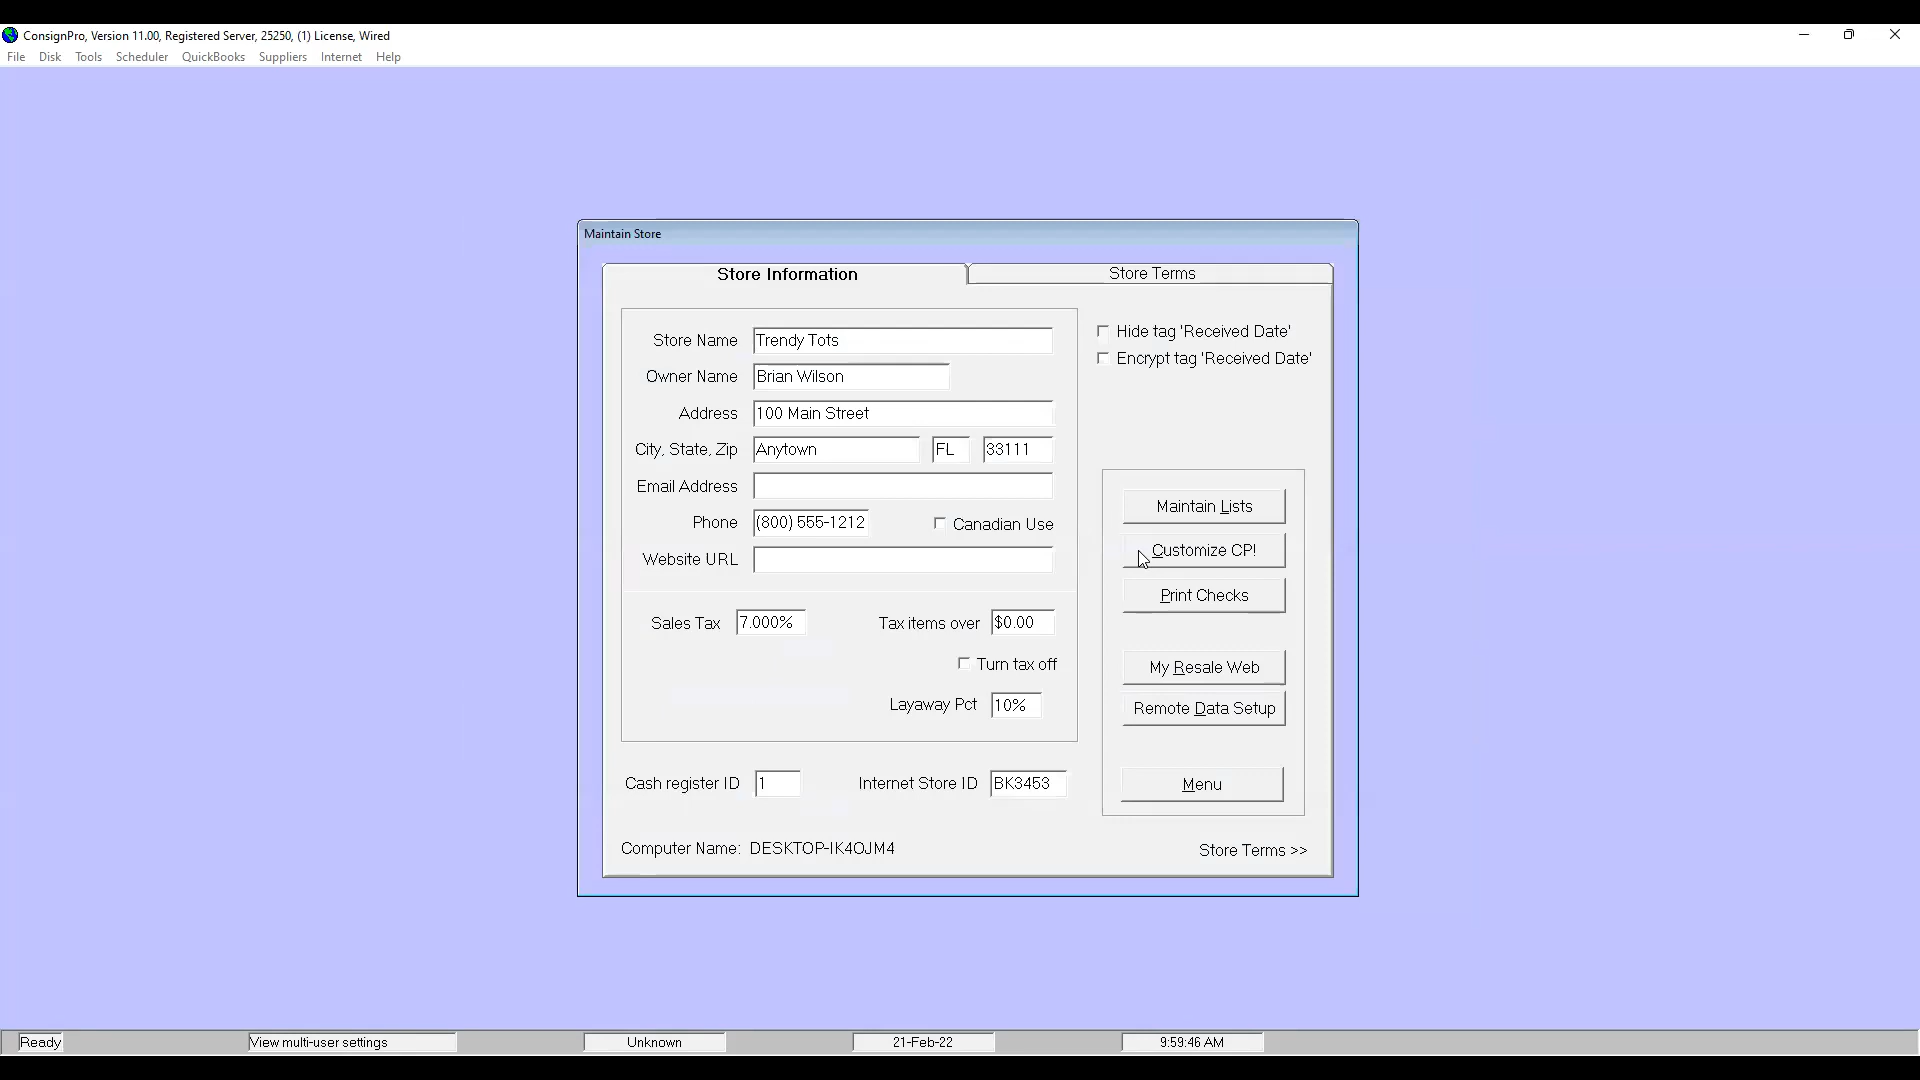 ConsignPro, Version 11.00, Registered Server, 25250, (1) License, Wired
File Disk Tools Scheduler QuickBooks Suppliers Internet Help
Maintain Store
Store Information
Store Terms
Store Name Trendy Tots
Owner Name Brian Wilson
Address 100 Main Street
City, State, Zip Anytown FL 33111
Email Address
Phone (800) 555-1212 Canadian Use
Website URL
Sales Tax 7.000% Tax items over $0.00
Turn tax off
Layaway Pct 10%
Cash register ID 1 Internet Store ID BK3453
Computer Name: DESKTOP-IK4OJM4
Hide tag 'Received Date'
Encrypt tag 'Received Date'
Maintain Lists
Customize CP!
Print Checks
My Resale Web
Remote Data Setup
Menu
Store Terms >>
Ready View multi-user settings Unknown 21-Feb-22 9:59:46 AM